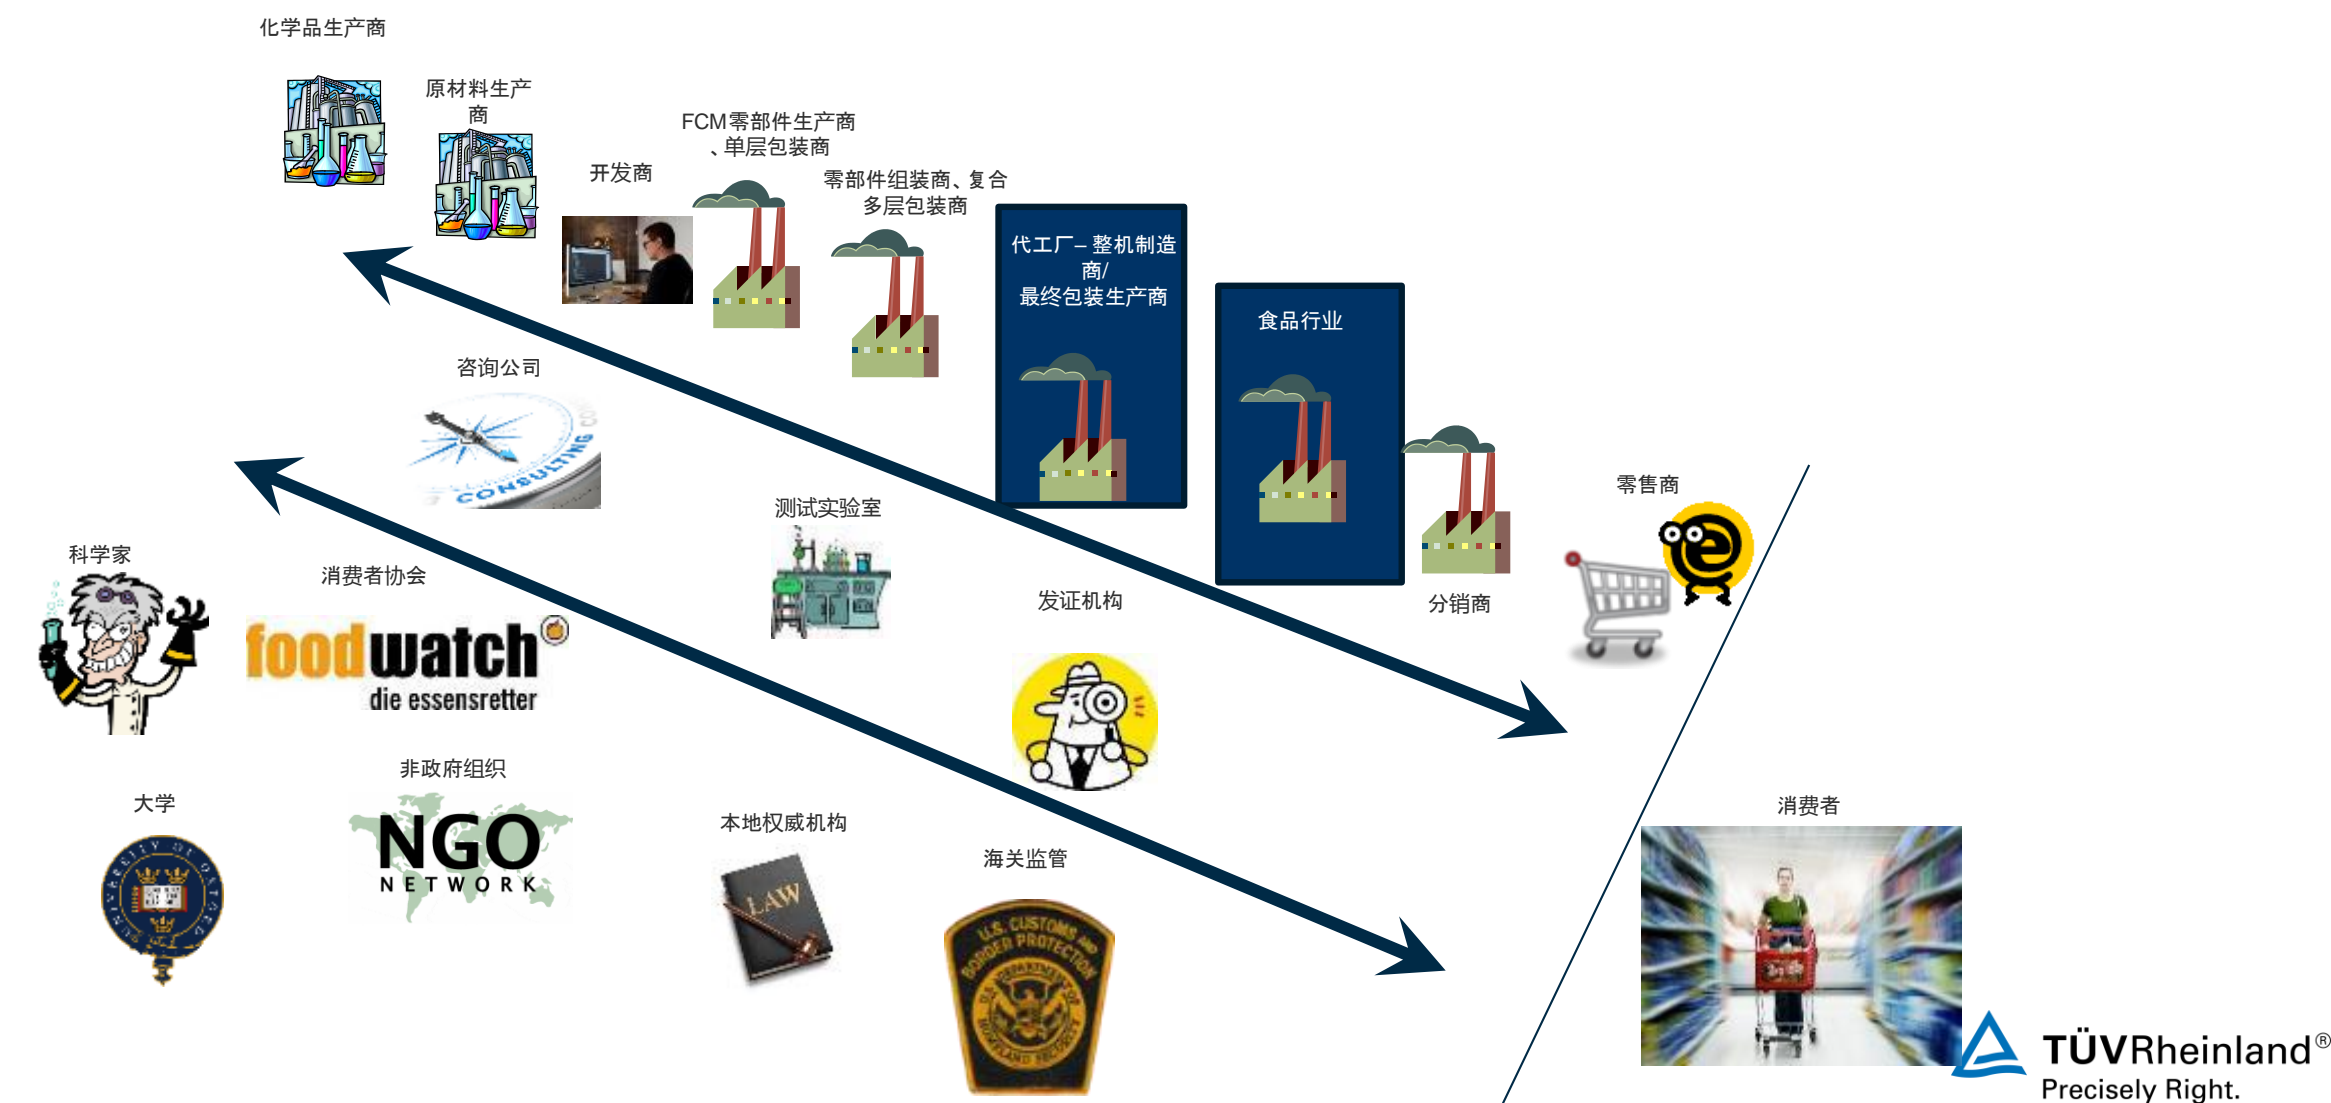 化学品生产商
原材料生产
商
FCM零部件生产商
、单层包装商
开发商
零部件组装商、复合
多层包装商
代工厂– 整机制造
商/
最终包装生产商
食品行业
咨询公司
CONSULTING
测试实验室
零售商
科学家
消费者协会
foodwatch
die essensretter
发证机构
分销商
非政府组织
NGO
NETWORK
大学
本地权威机构
LAW
海关监管
U.S. CUSTOMS AND
BORDER PROTECTION
U.S. DEPARTMENT OF
HOMELAND SECURITY
消费者
TÜVRheinland®
Precisely Right.